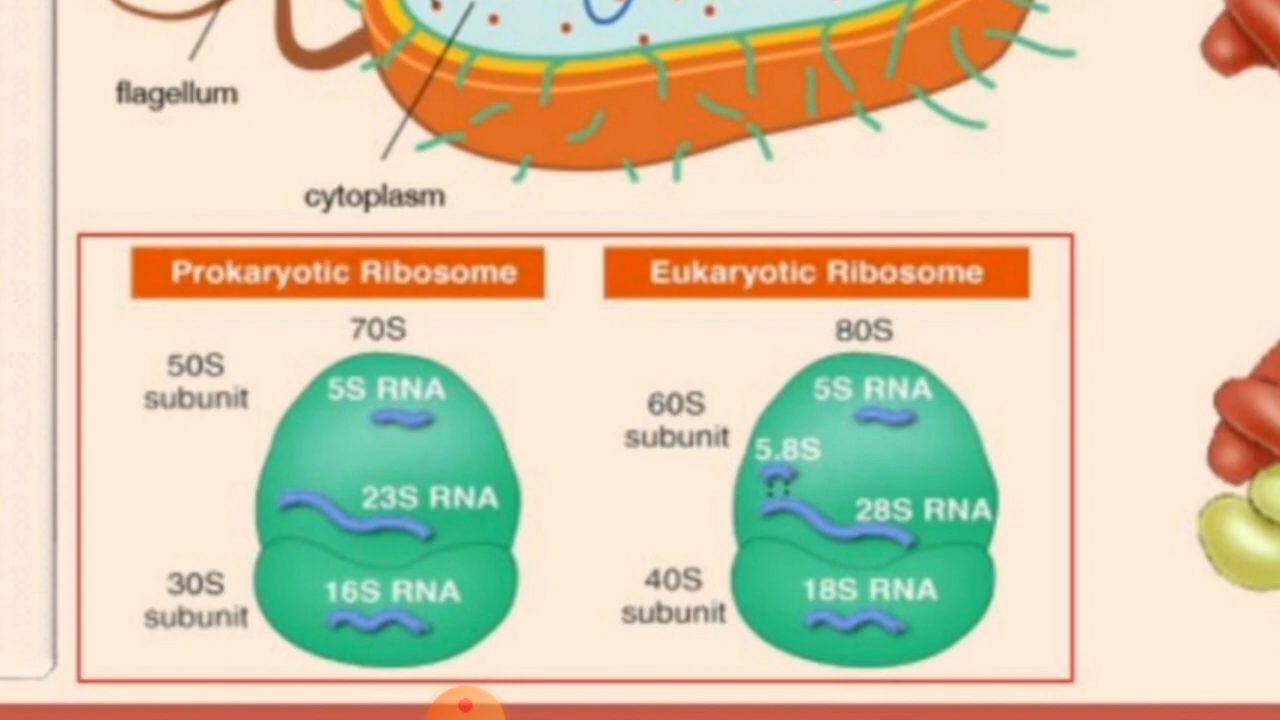 flagellum
cytoplasm
Prokaryotic Ribosome
70S
50S
subunit
5S RNA
23S RNA
30S
subunit
16S RNA
Eukaryotic Ribosome
80S
60S
subunit
5S RNA
5.8S
28S RNA
40S
subunit
18S RNA